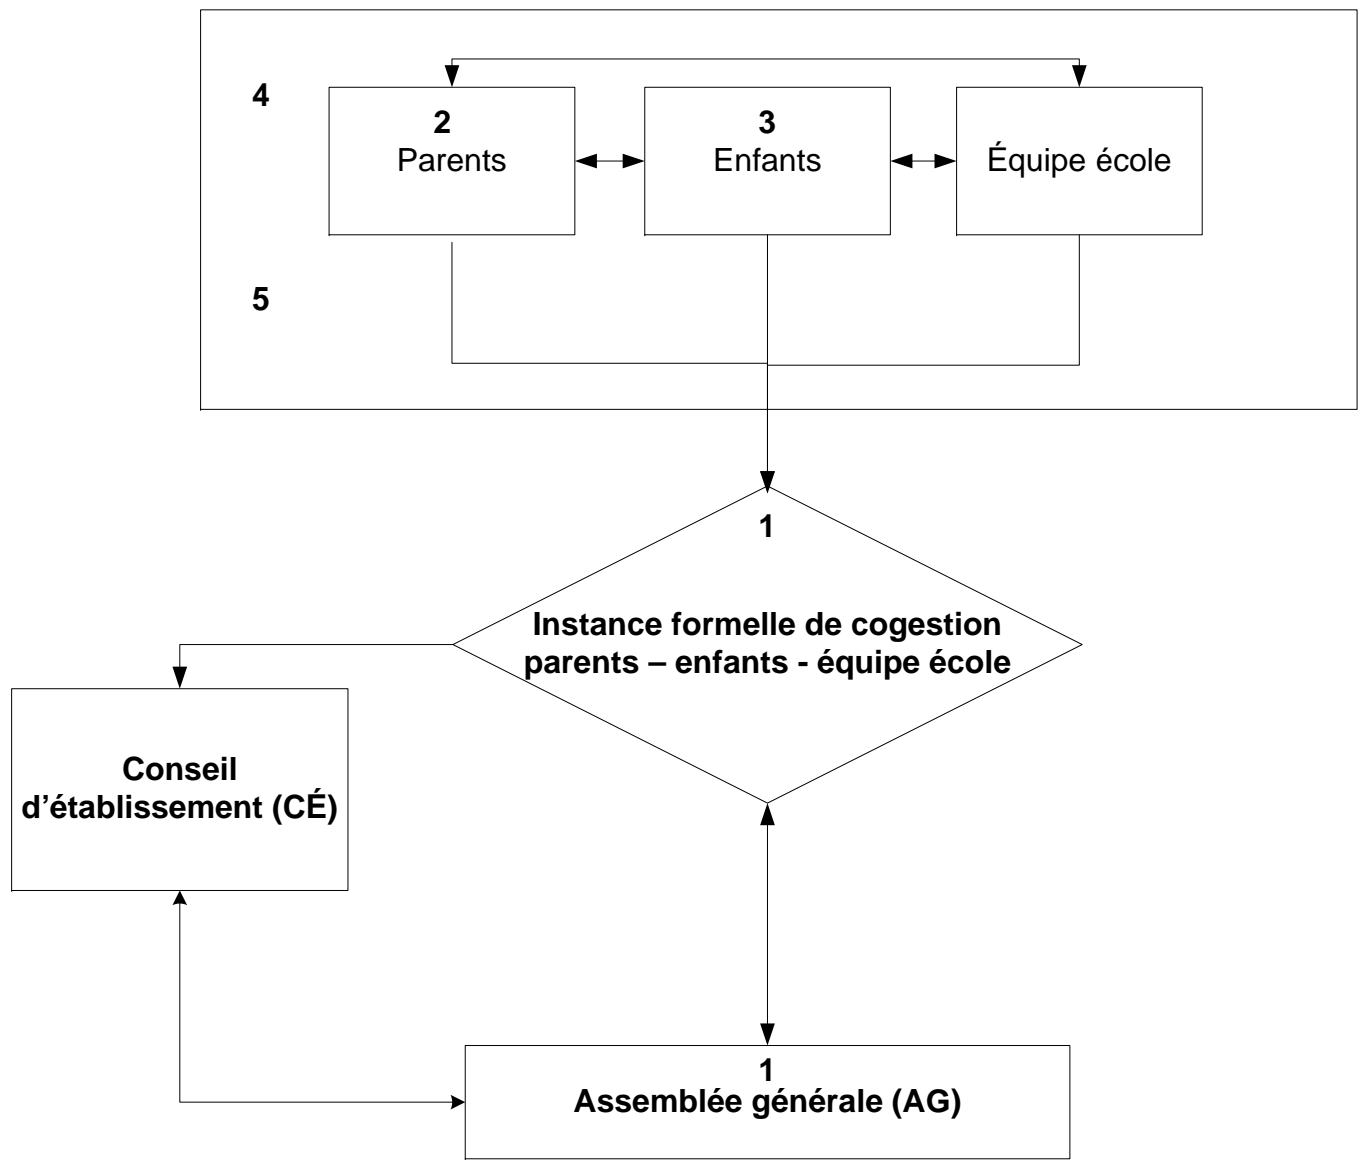 4
2
Parents
3
Enfants
Équipe école
5
1
Instance formelle de cogestion
parents – enfants - équipe école
Conseil
d’établissement (CÉ)
1
Assemblée générale (AG)